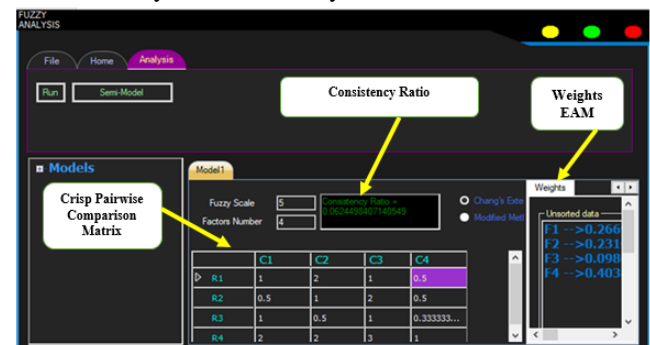 FUZZY
ANALYSIS
File Home Analysis
Run Semi-Model
Consistency Ratio
Weights
EAM
Models
Crisp Pairwise
Comparison
Matrix
Model1
Fuzzy Scale 5
Factors Number 4
Consistency Ratio =
0.0624498407140549
Chang's Exte
Modified Met
Weights
Unsorted data
F1 -->0.266
F2 -->0.231
F3 -->0.098
F4 -->0.403
C1 C2 C3 C4
R1 1 2 1 0.5
R2 0.5 1 2 0.5
R3 1 0.5 1 0.333333...
R4 2 2 3 1